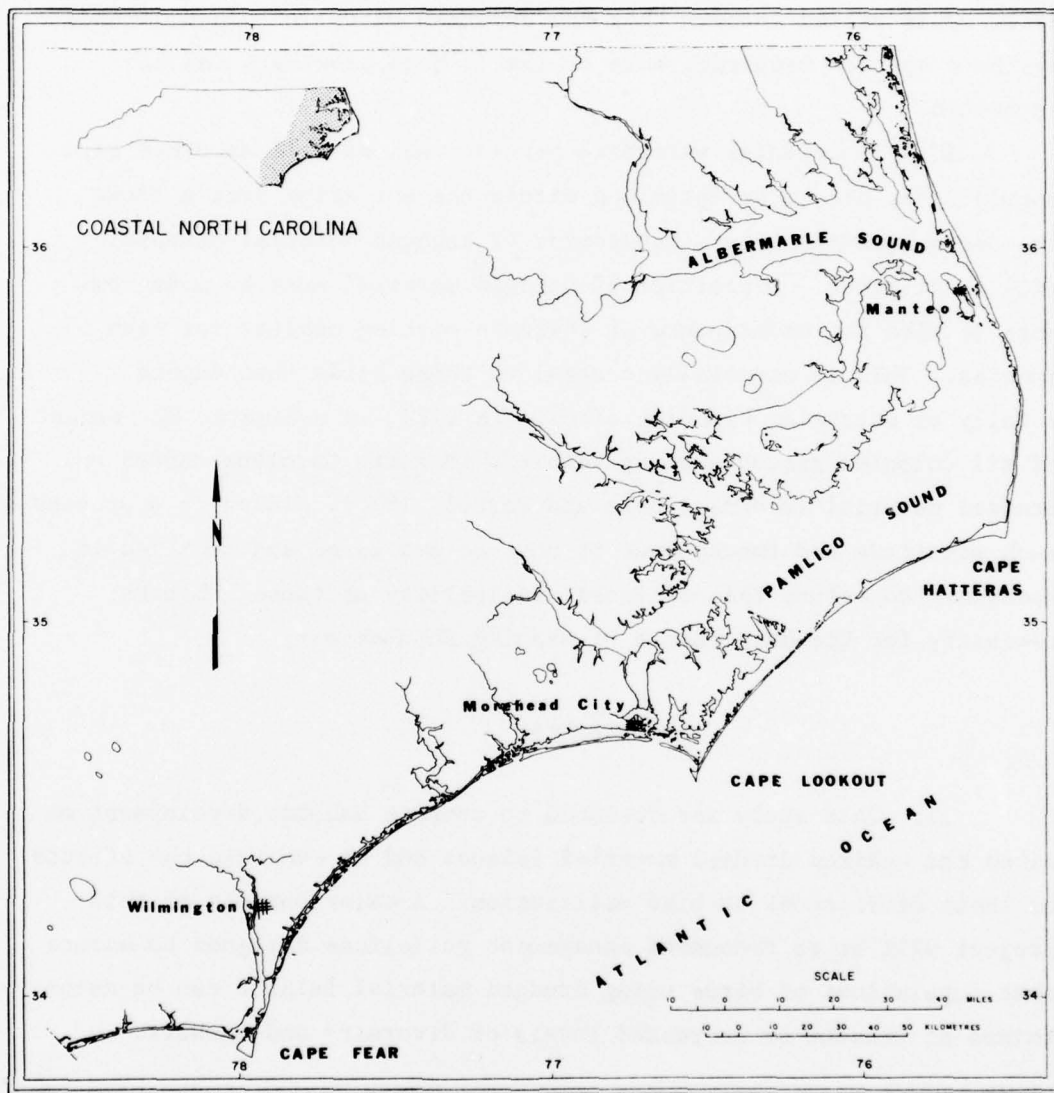 78 77 76
COASTAL NORTH CAROLINA
36 ALBERMARLE SOUND 36
Manteo
N
PAMLICO SOUND
CAPE HATTERAS
35 35
Morehead City
CAPE LOOKOUT
ATLANTIC OCEAN
Wilmington
SCALE
10 0 10 20 30 40 MILES
10 0 10 20 30 40 50 KILOMETRES
34 34
CAPE FEAR
78 77 76